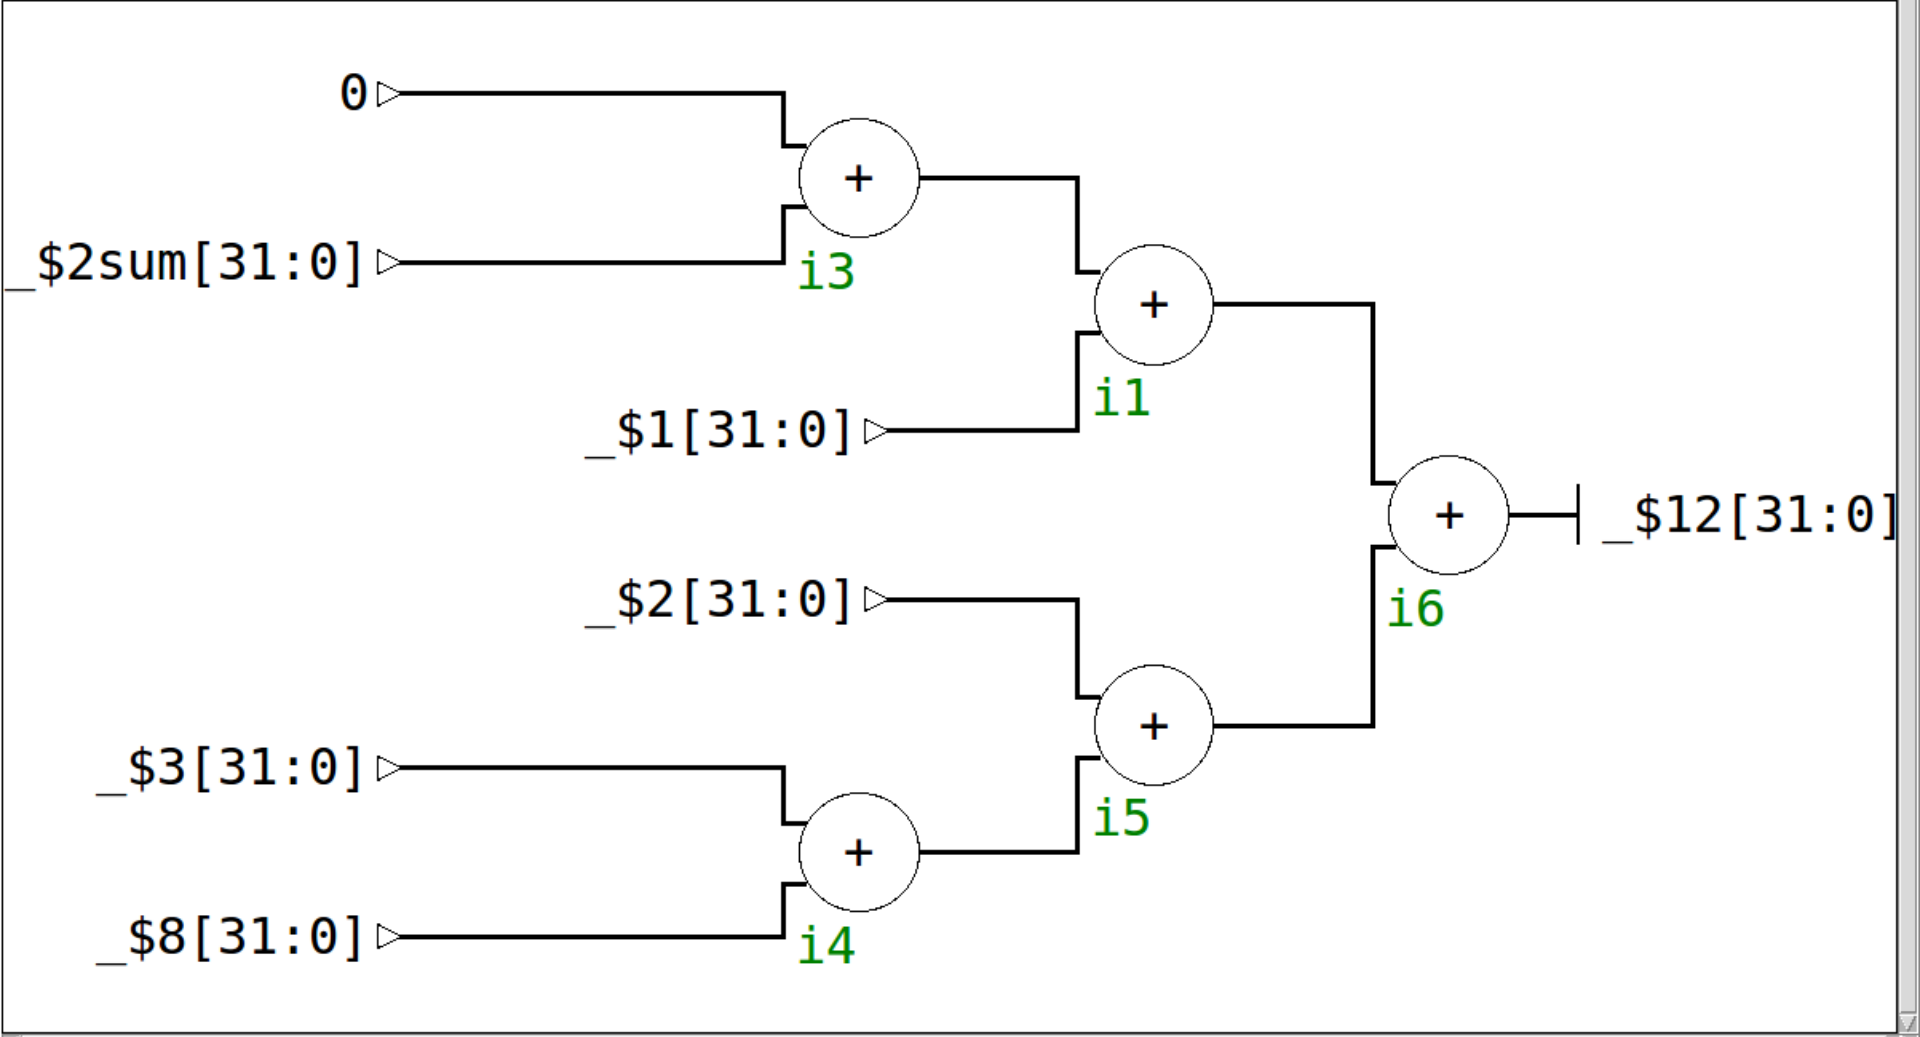 0
+
_$2sum[31:0]
i3
+
i1
_$1[31:0]
+
_$12[31:0]
i6
_$2[31:0]
+
i5
_$3[31:0]
+
i4
_$8[31:0]